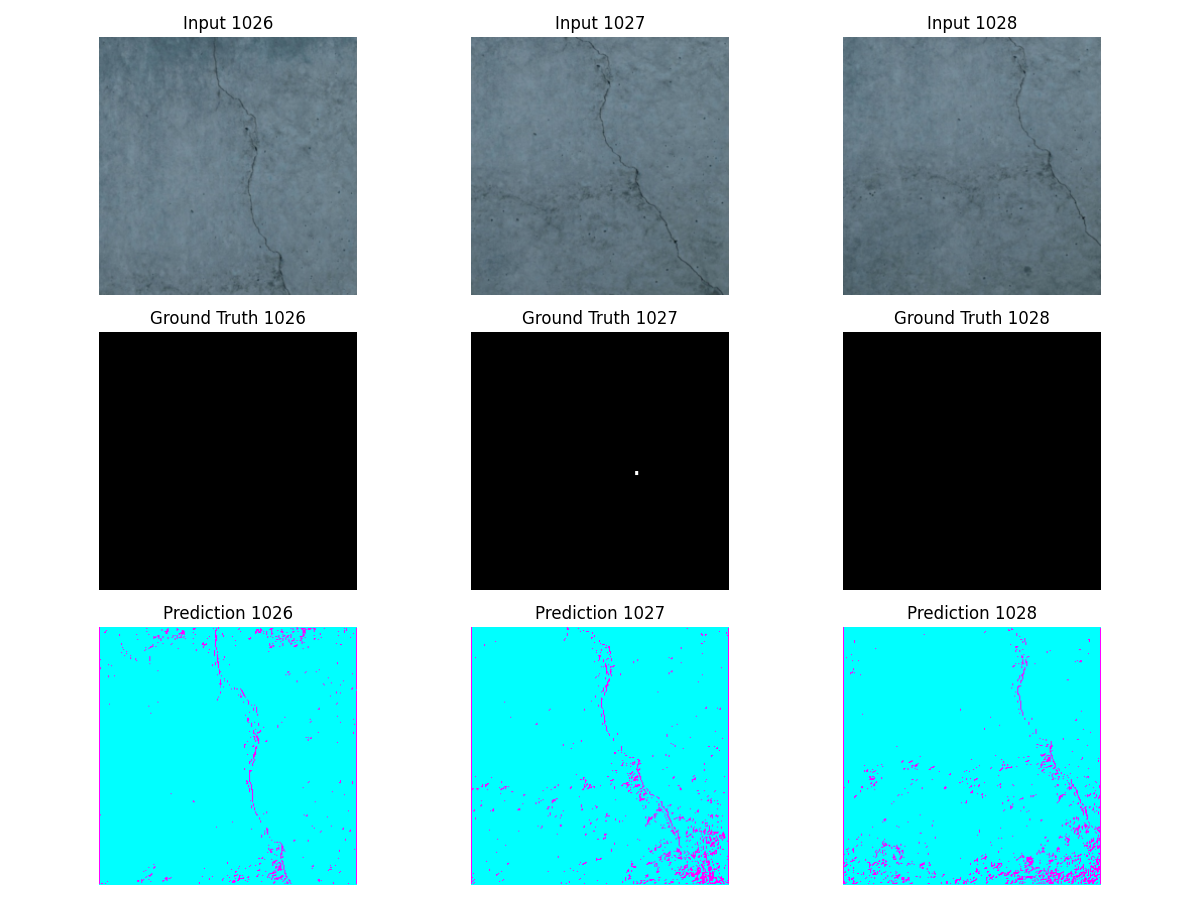 Input 1026
Input 1027
Input 1028
Ground Truth 1026
Ground Truth 1027
Ground Truth 1028
Prediction 1026
Prediction 1027
Prediction 1028